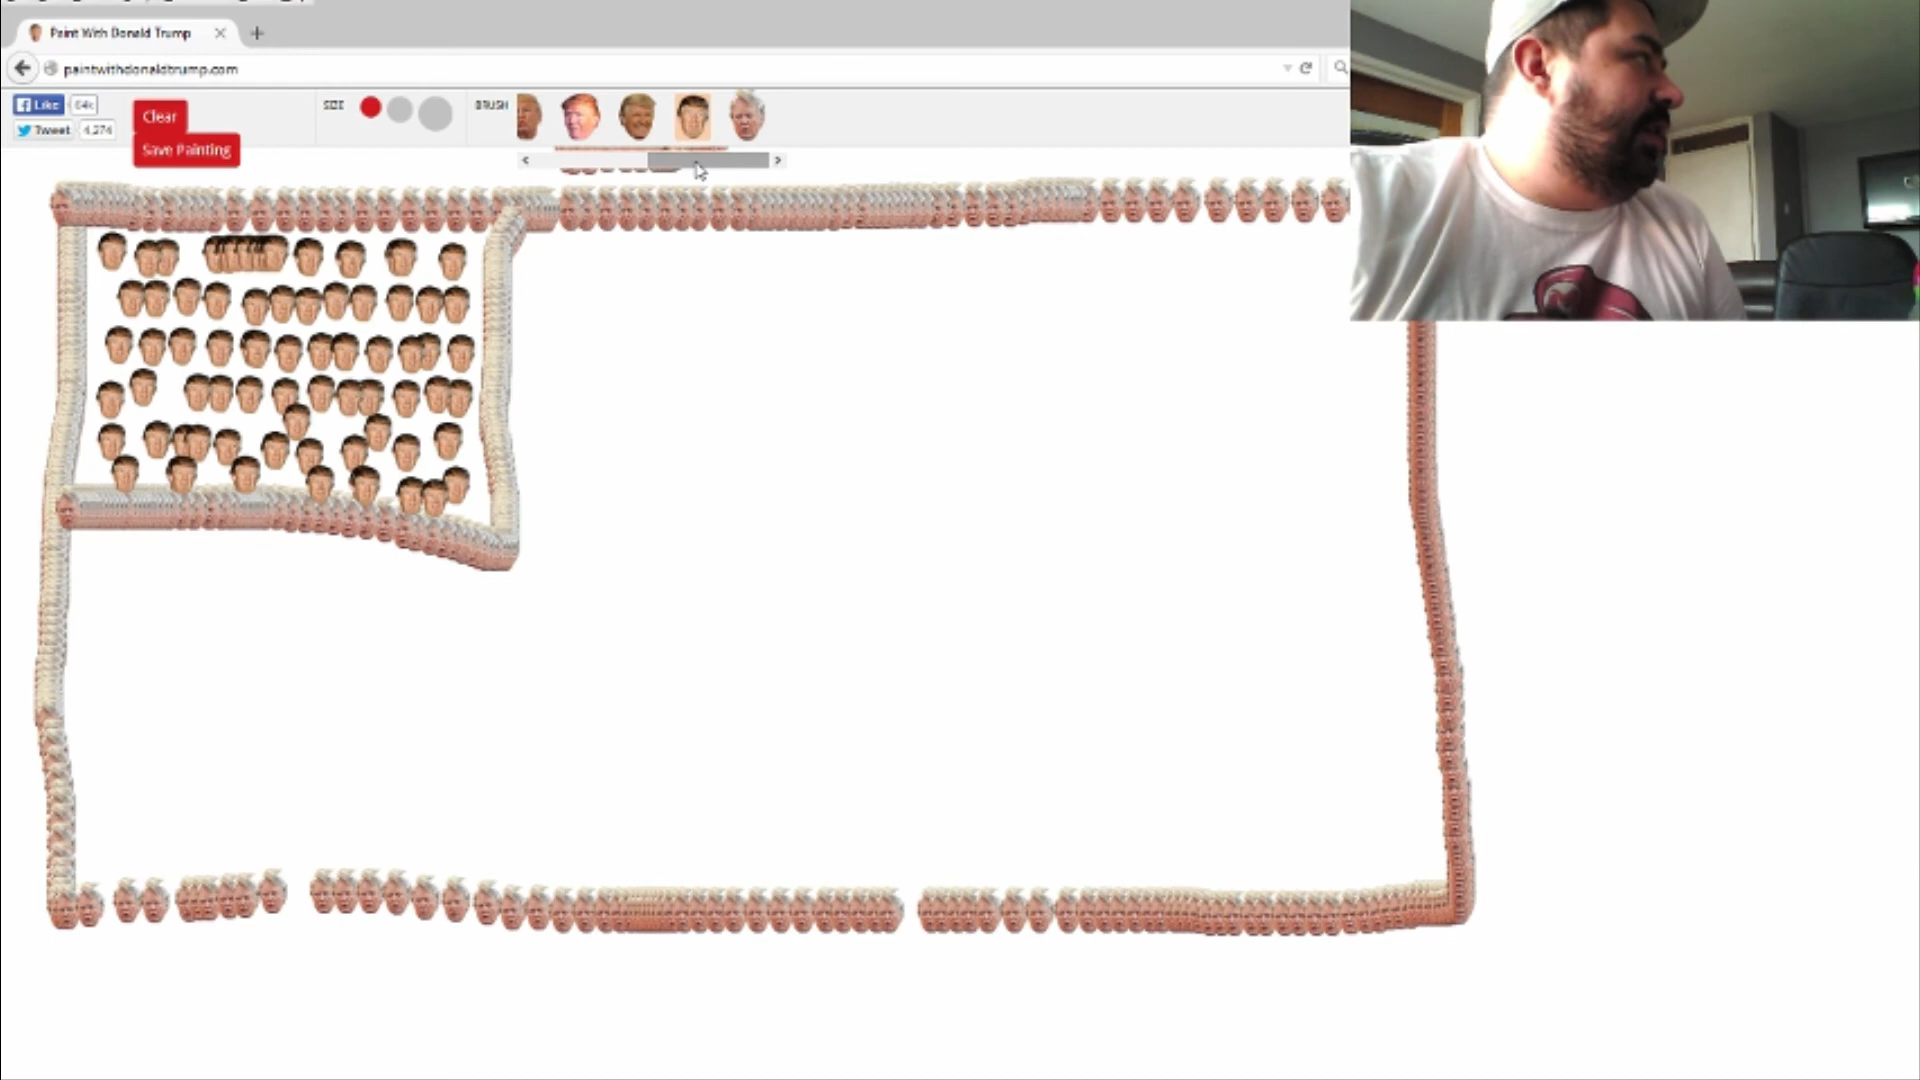 Paint With Donald Trump
paintwithdonaldtrump.com
Like 64k
Tweet 4,274
Clear
Save Painting
SIZE
BRUSH